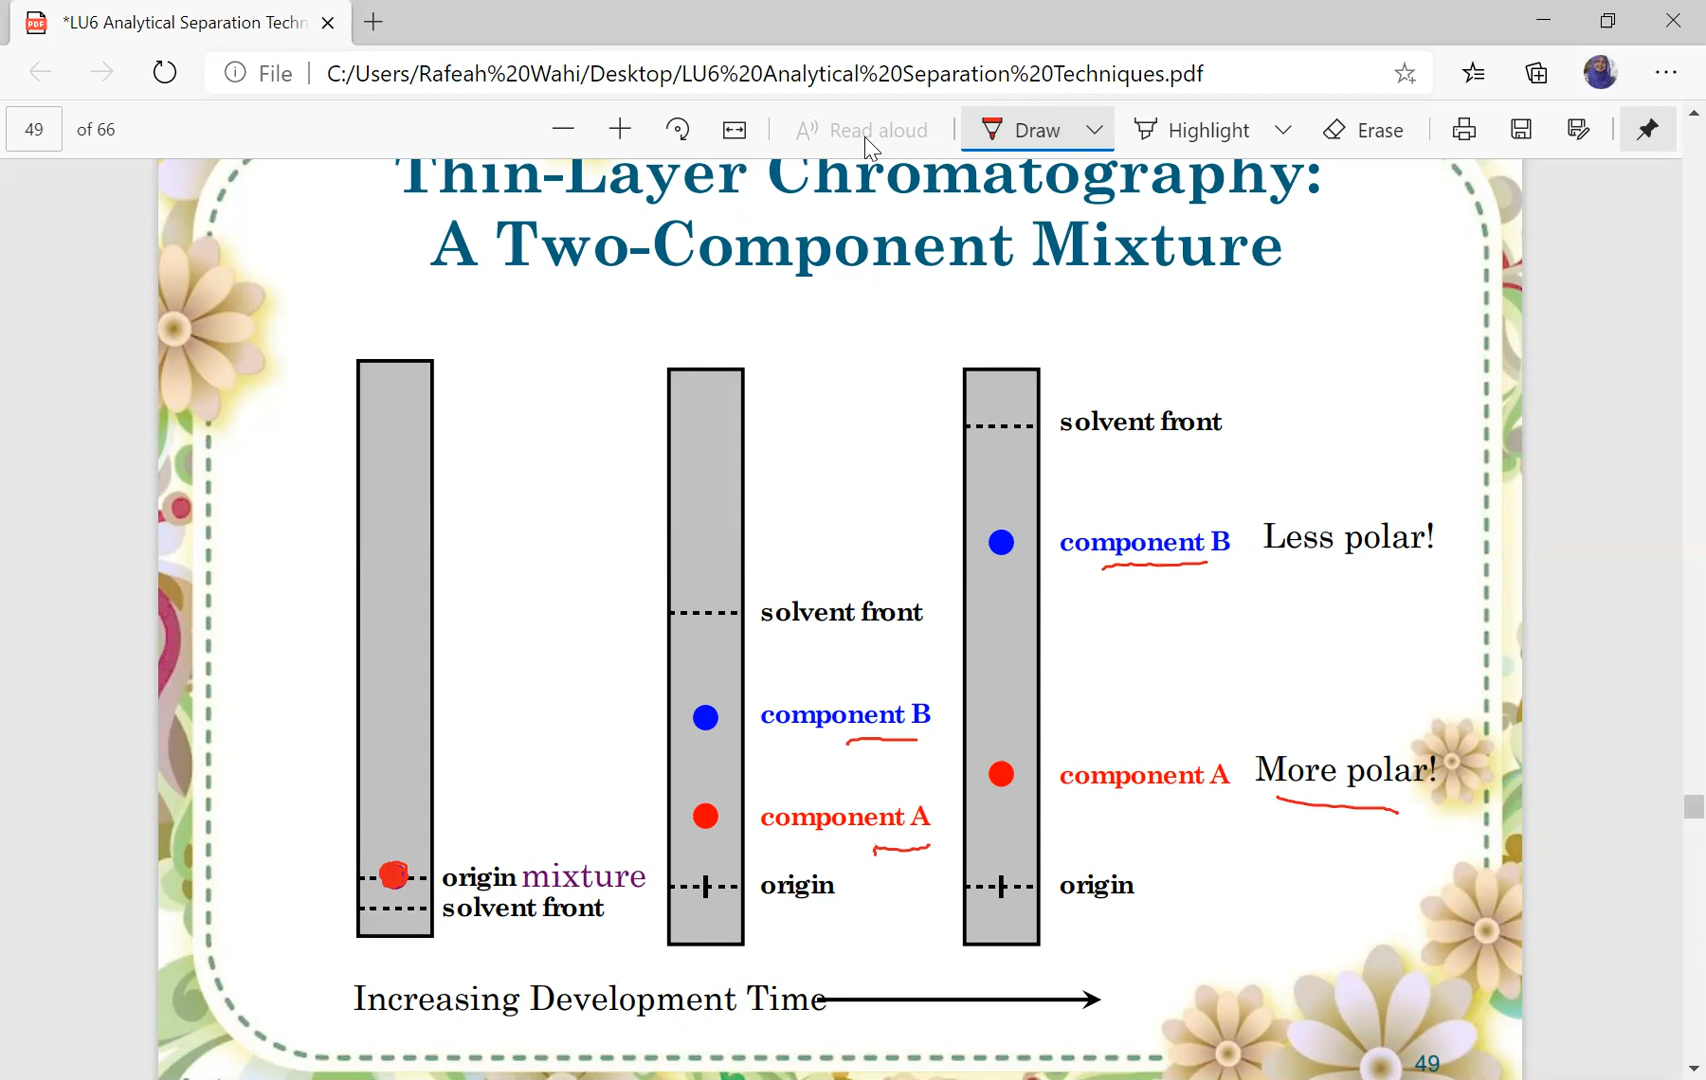 *LU6 Analytical Separation Techn
File
C:/Users/Rafeah%20Wahi/Desktop/LU6%20Analytical%20Separation%20Techniques.pdf
49 of 66
Read aloud
Draw
Highlight
Erase
Thin-Layer Chromatography:
A Two-Component Mixture
origin mixture
solvent front
solvent front
component B
component A
origin
solvent front
component B Less polar!
component A More polar!
origin
Increasing Development Time
49